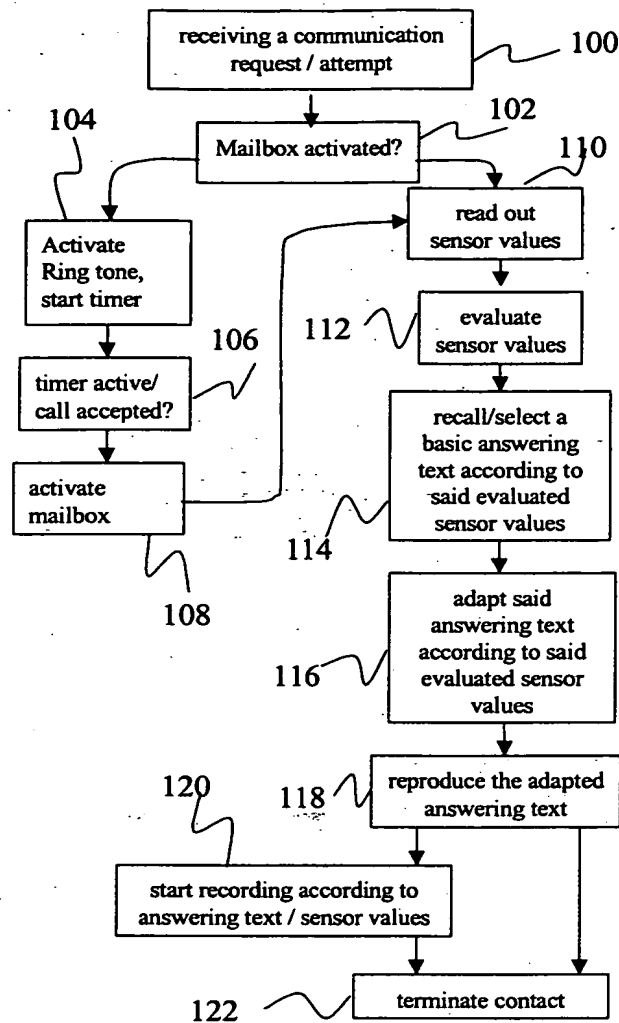 receiving a communication
request / attempt
100
104
102
Mailbox activated?
110
Activate
Ring tone,
start timer
read out
sensor values
106
112
evaluate
sensor values
timer active/
call accepted?
recall/select a
basic answering
text according to
said evaluated
sensor values
activate
mailbox
114
108
adapt said
answering text
according to said
evaluated sensor
values
116
120
118
reproduce the adapted
answering text
start recording according to
answering text / sensor values
122
terminate contact